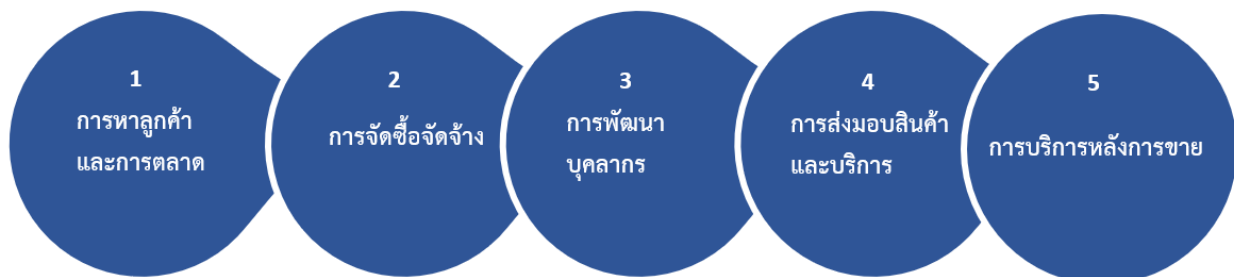 1
การหาลูกค้า
และการตลาด
2
การจัดซื้อจัดจ้าง
3
การพัฒนา
บุคลากร
4
การส่งมอบสินค้า
และบริการ
5
การบริการหลังการขาย